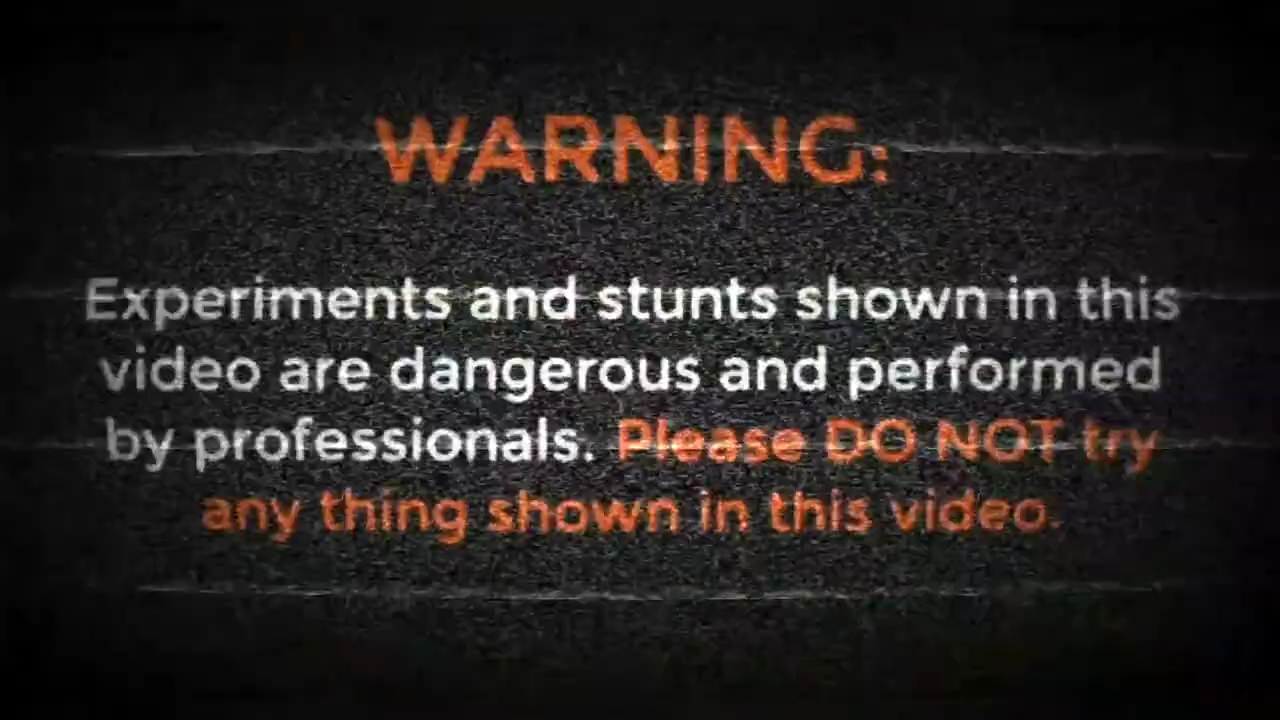 WARNING:
Experiments and stunts shown in this
video are dangerous and performed
by professionals. Please DO NOT try
any thing shown in this video.